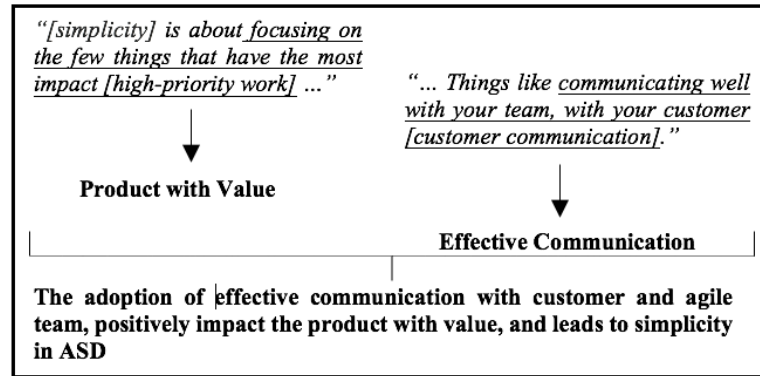 “[simplicity] is about focusing on
the few things that have the most
impact [high-priority work] ...”
“... Things like communicating well
with your team, with your customer
[customer communication].”
Product with Value
Effective Communication
The adoption of effective communication with customer and agile
team, positively impact the product with value, and leads to simplicity
in ASD